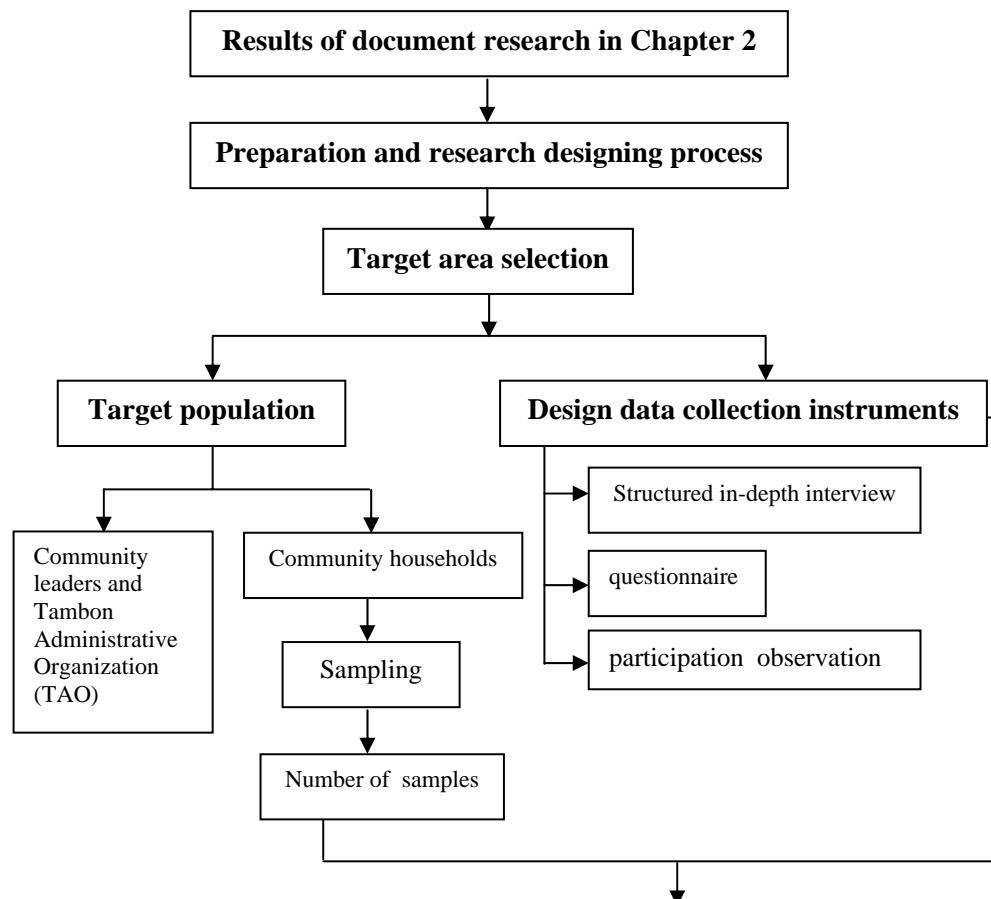 Results of document research in Chapter 2
Preparation and research designing process
Target area selection
Target population
Design data collection instruments
Structured in-depth interview
questionnaire
participation observation
Community
leaders and
Tambon
Administrative
Organization
(TAO)
Community households
Sampling
Number of samples